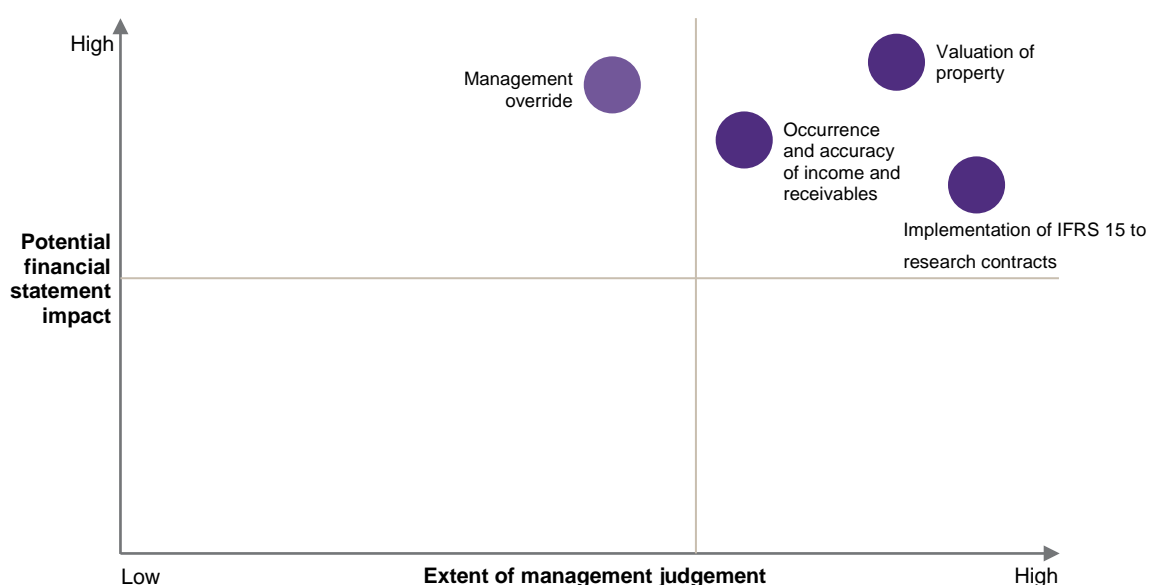 High
Management
override
Valuation of
property
Occurrence
and accuracy
of income and
receivables
Implementation of IFRS 15 to
research contracts
Potential
financial
statement
impact
Low
Extent of management judgement
High